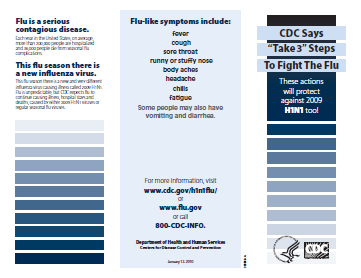 Flu is a serious
contagious disease.
Each year in the United States, on average,
more than 200,000 people are hospitalized
and 36,000 people die from seasonal flu
complications.
This flu season there is
a new influenza virus.
This flu season there is a new and very different
influenza virus causing illness called 2009 H1N1.
Flu is unpredictable, but CDC expects flu to
continue causing illness, hospital stays and
deaths, caused by either 2009 H1N1 viruses or
regular seasonal flu viruses.
Flu-like symptoms include:
fever
cough
sore throat
runny or stuffy nose
body aches
headache
chills
fatigue
Some people may also have
vomiting and diarrhea.
For more information, visit
www.cdc.gov/h1n1flu/
or
www.flu.gov
or call
800-CDC-INFO.
Department of Health and Human Services
Centers for Disease Control and Prevention
January 13, 2010
CDC Says
“Take 3” Steps
To Fight The Flu
These actions
will protect
against 2009
H1N1 too!